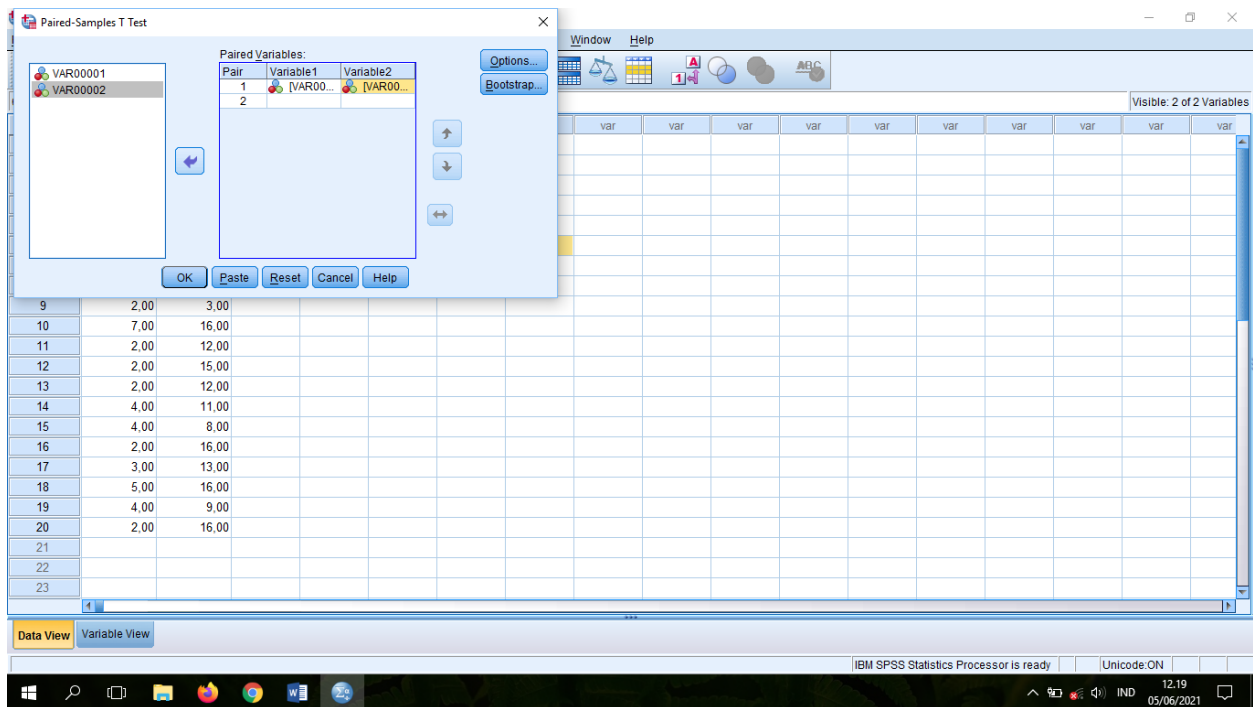 Paired-Samples T Test
Window Help
Paired Variables:
VAR00001
VAR00002
Pair Variable1 Variable2
1 [VAR00... [VAR00...
2
Options...
Bootstrap...
OK Paste Reset Cancel Help
Visible: 2 of 2 Variables
var var var var var var var var var var
9 2,00 3,00
10 7,00 16,00
11 2,00 12,00
12 2,00 15,00
13 2,00 12,00
14 4,00 11,00
15 4,00 8,00
16 2,00 16,00
17 3,00 13,00
18 5,00 16,00
19 4,00 9,00
20 2,00 16,00
21
22
23
Data View Variable View
IBM SPSS Statistics Processor is ready Unicode:ON
IND
12.19
05/06/2021